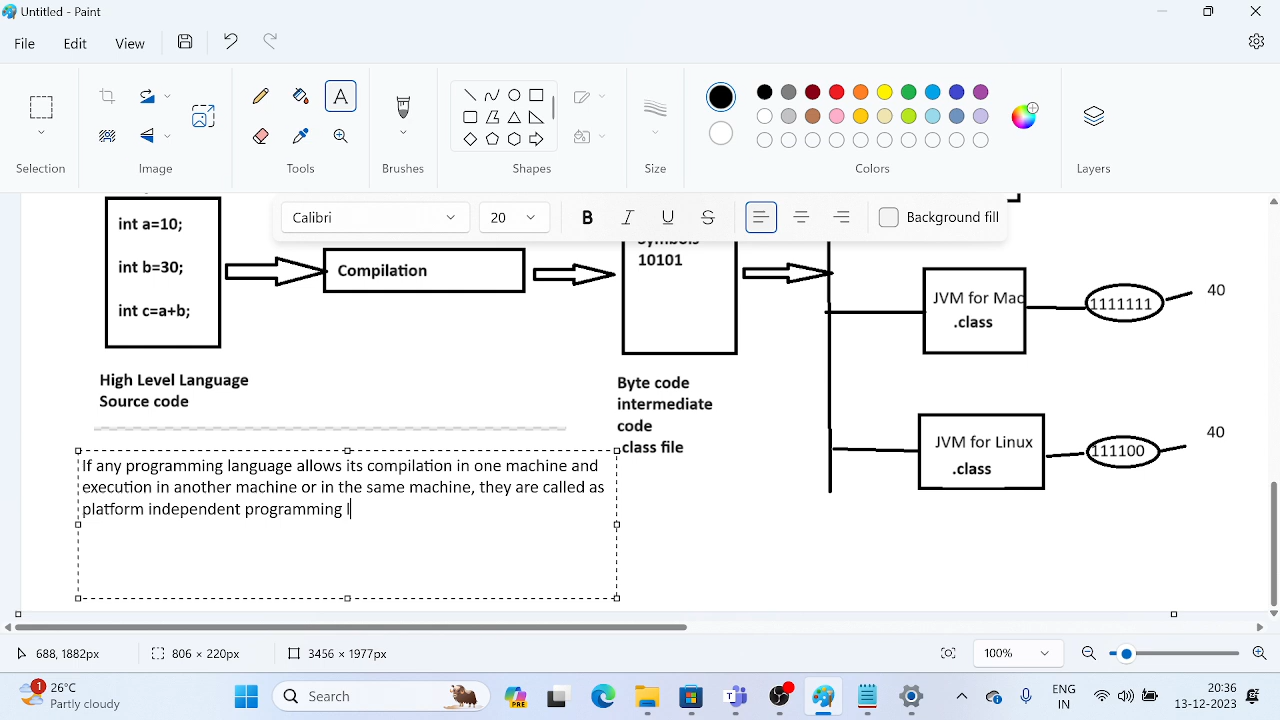 Untitled - Paint
File Edit View
Selection Image Tools Brushes Shapes Size Colors Layers
Calibri 20 B I U S Background fill
int a=10;
int b=30;
int c=a+b;
Compilation
10101
JVM for Mac
.class
1111111
40
High Level Language
Source code
Byte code
intermediate
code
.class file
JVM for Linux
.class
111100
40
If any programming language allows its compilation in one machine and
execution in another machine or in the same machine, they are called as
platform independent programming l
688, 1882px 806 × 220px 3456 × 1977px 100%
1 26°C
Partly cloudy
Search
PRE
ENG
IN
20:36
13-12-2023